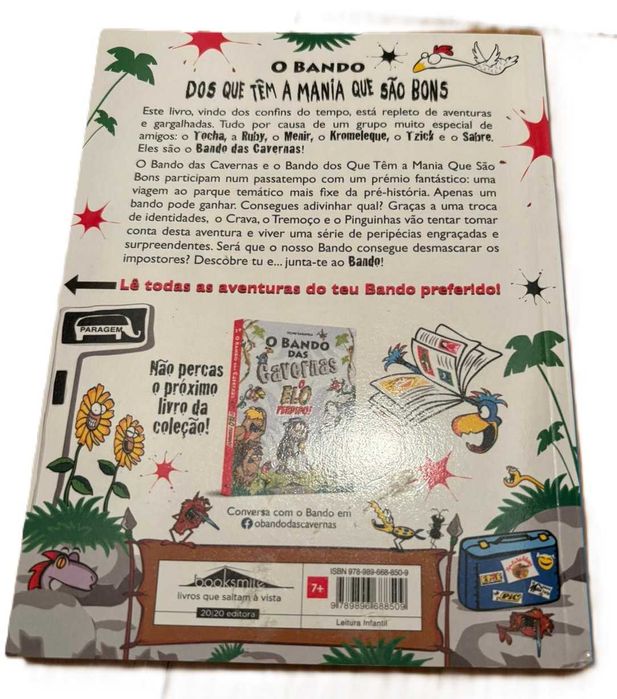 O BANDO
DOS QUE TÊM A MANIA QUE SÃO BONS
Este livro, vindo dos confins do tempo, está repleto de aventuras
e gargalhadas. Tudo por causa de um grupo muito especial de
amigos: o Tocha, a Ruby, o Menir, o Kromeleque, o Tzick e o Sabre.
Eles são o Bando das Cavernas!
O Bando das Cavernas e o Bando dos Que Têm a Mania Que São
Bons participam num passatempo com um prémio fantástico: uma
viagem ao parque temático mais fixe da pré-história. Apenas um
bando pode ganhar. Consegues adivinhar qual? Graças a uma troca
de identidades, o Crava, o Tremoço e o Pinguinhas vão tentar tomar
conta desta aventura e viver uma série de peripécias engraçadas e
surpreendentes. Será que o nosso Bando consegue desmascarar os
impostores? Descobre tu e... junta-te ao Bando!
Lê todas as aventuras do teu Bando preferido!
PARAGEM
Não percas
o próximo
livro da
coleção!
O BANDO
DAS
CAVERNAS
O ELO
PERDIDO!
Conversa com o Bando em
obandodascavernas
booksmile
livros que saltam à vista
20|20 editora
7+
ISBN 978-989-668-850-9
9 789896 688509
Leitura Infantil